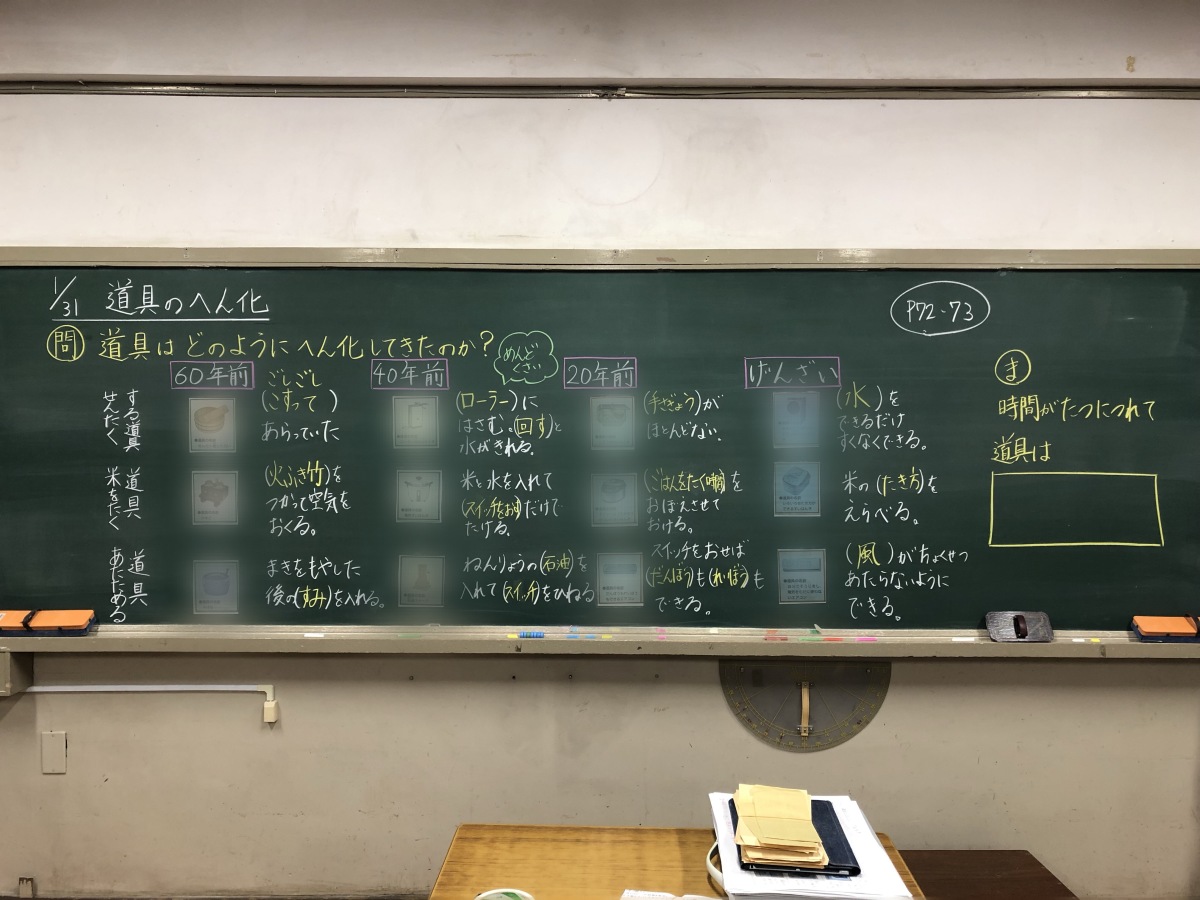 1/31 道具のへん化
P72-73
問 道具はどのようにへん化してきたのか?
めんど
くさい
60年前
40年前
20年前
げんざい
せんたく
する道具
ごしごし
(こすって)
あらっていた
(ローラー)に
はさむ。(回す)と
水がきれる。
(手さぎょう)が
ほとんどない。
(水)を
できるだけ
すくなくできる。
米をたく
道具
(火ふき竹)を
つかって空気を
おくる。
米と水を入れて
(スイッチをおす)だけで
たける。
(ごはんをたく時間)を
おぼえさせて
おける。
米の(たき方)を
えらべる。
あたためる
道具
まきをもやした
後の(すみ)を入れる。
ねんりょうの(石油)を
入れて(スイッチ)をひねる
スイッチをおせば
(だんぼう)も(れいぼう)も
できる。
(風)がちょくせつ
あたらないように
できる。
ま
時間がたつにつれて
道具は